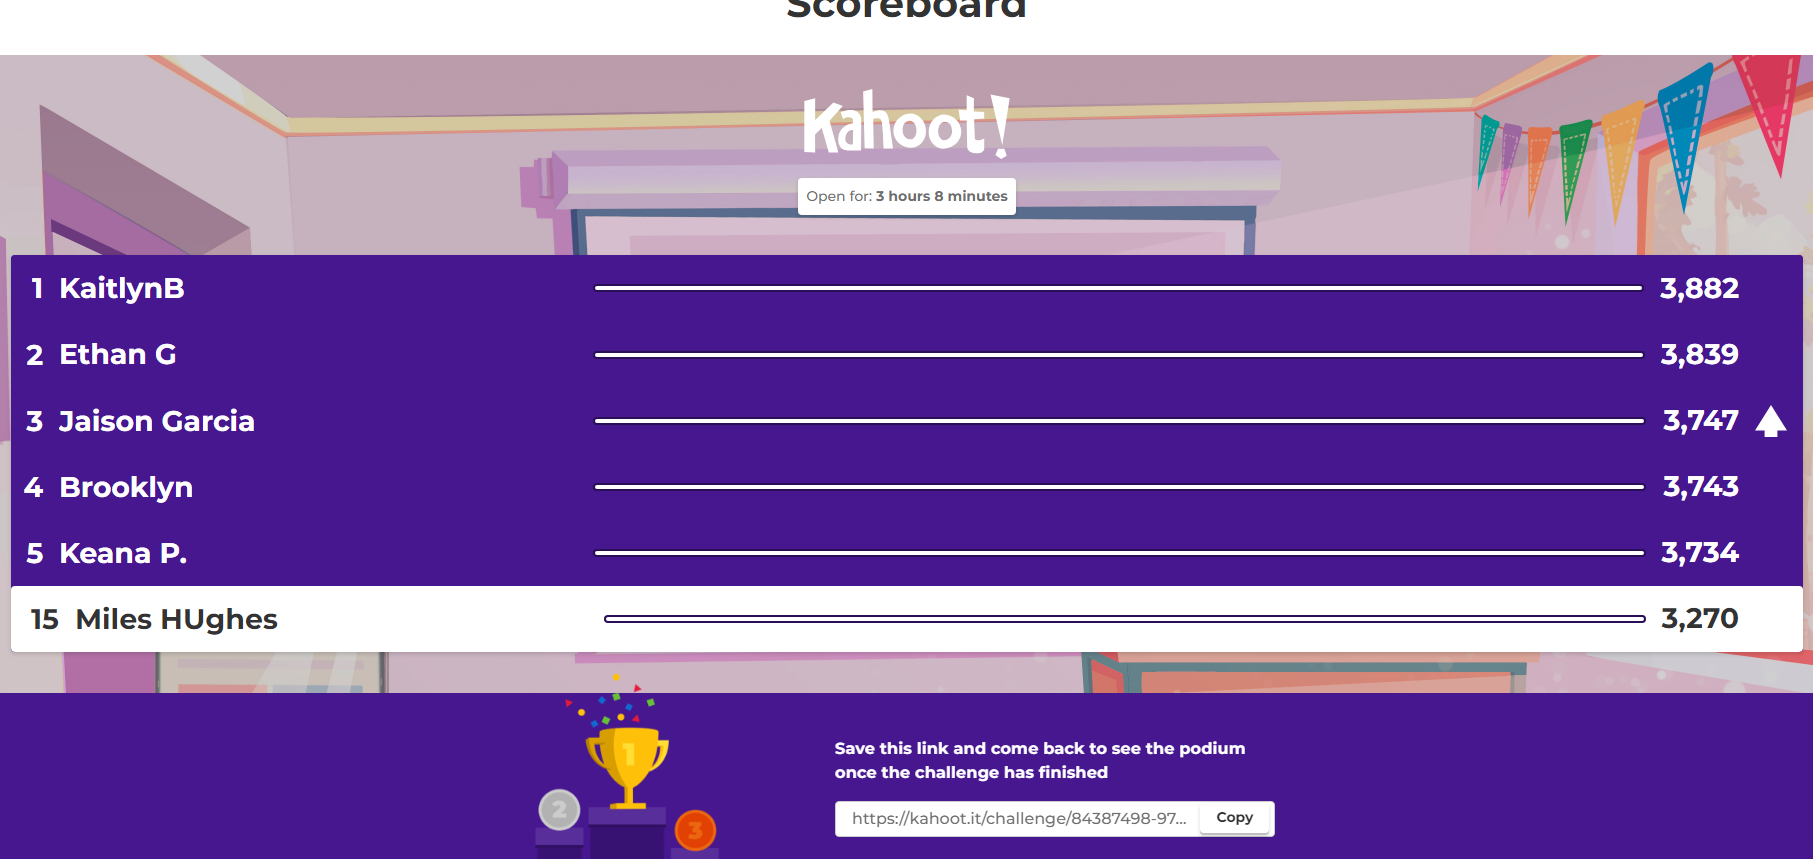 Scoreboard
Kahoot!
Open for: 3 hours 8 minutes
1 KaitlynB 3,882
2 Ethan G 3,839
3 Jaison Garcia 3,747
4 Brooklyn 3,743
5 Keana P. 3,734
15 Miles HUghes 3,270
1
2
3
Save this link and come back to see the podium
once the challenge has finished
https://kahoot.it/challenge/84387498-97... Copy